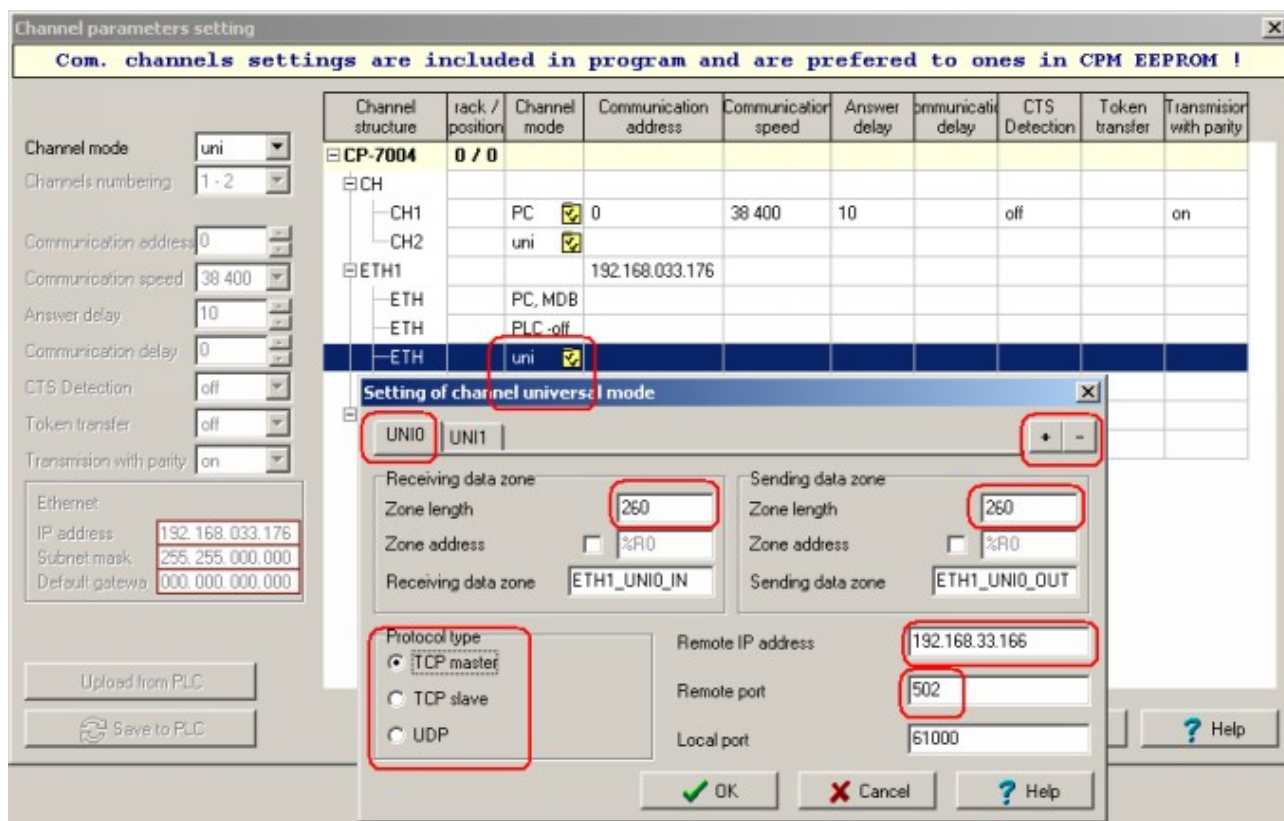 Channel parameters setting
Com. channels settings are included in program and are prefered to ones in CPM EEPROM !
Channel mode uni
Channels numbering 1 - 2
Communication address 0
Communication speed 38 400
Answer delay 10
Communication delay 0
CTS Detection off
Token transfer off
Transmision with parity on
Ethernet
IP address 192. 168. 033. 176
Subnet mask 255. 255. 000. 000
Default gatewa 000. 000. 000. 000
Upload from PLC
Save to PLC
Channel structure rack / position Channel mode Communication address Communication speed Answer delay ommunicatio delay CTS Detection Token transfer Transmision with parity
CP-7004 0 / 0
CH
CH1 PC 0 38 400 10 off on
CH2 uni
ETH1 192.168.033.176
ETH PC, MDB
ETH PLC -off
ETH uni
Setting of channel universal mode
UNI0 UNI1 + -
Receiving data zone
Zone length 260
Zone address %R0
Receiving data zone ETH1_UNI0_IN
Sending data zone
Zone length 260
Zone address %R0
Sending data zone ETH1_UNI0_OUT
Protocol type
TCP master
TCP slave
UDP
Remote IP address 192.168.33.166
Remote port 502
Local port 61000
OK Cancel ? Help
? Help